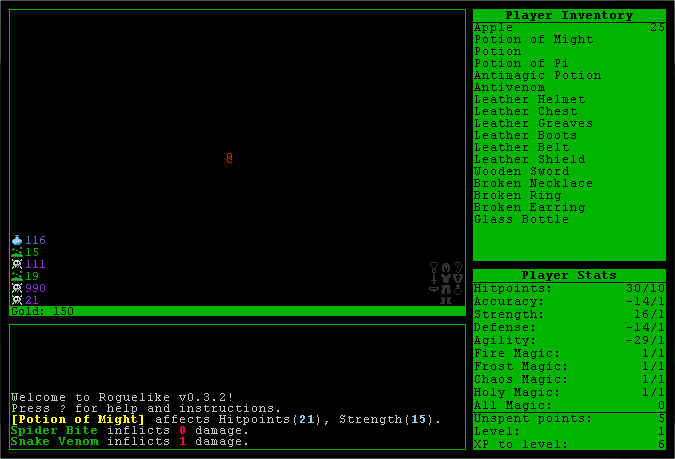 @
116
15
111
19
990
21
Gold: 150
Welcome to Roguelike v0.3.2!
Press ? for help and instructions.
[Potion of Might] affects Hitpoints(21), Strength(15).
Spider Bite inflicts 0 damage.
Snake Venom inflicts 1 damage.
Player Inventory
Apple 25
Potion of Might
Potion
Potion of Pi
Antimagic Potion
Antivenom
Leather Helmet
Leather Chest
Leather Greaves
Leather Boots
Leather Belt
Leather Shield
Wooden Sword
Broken Necklace
Broken Ring
Broken Earring
Glass Bottle
Player Stats
Hitpoints: 30/10
Accuracy: -14/1
Strength: 16/1
Defense: -14/1
Agility: -29/1
Fire Magic: 1/1
Frost Magic: 1/1
Chaos Magic: 1/1
Holy Magic: 1/1
All Magic: 0
Unspent points: 5
Level: 1
XP to level: 6